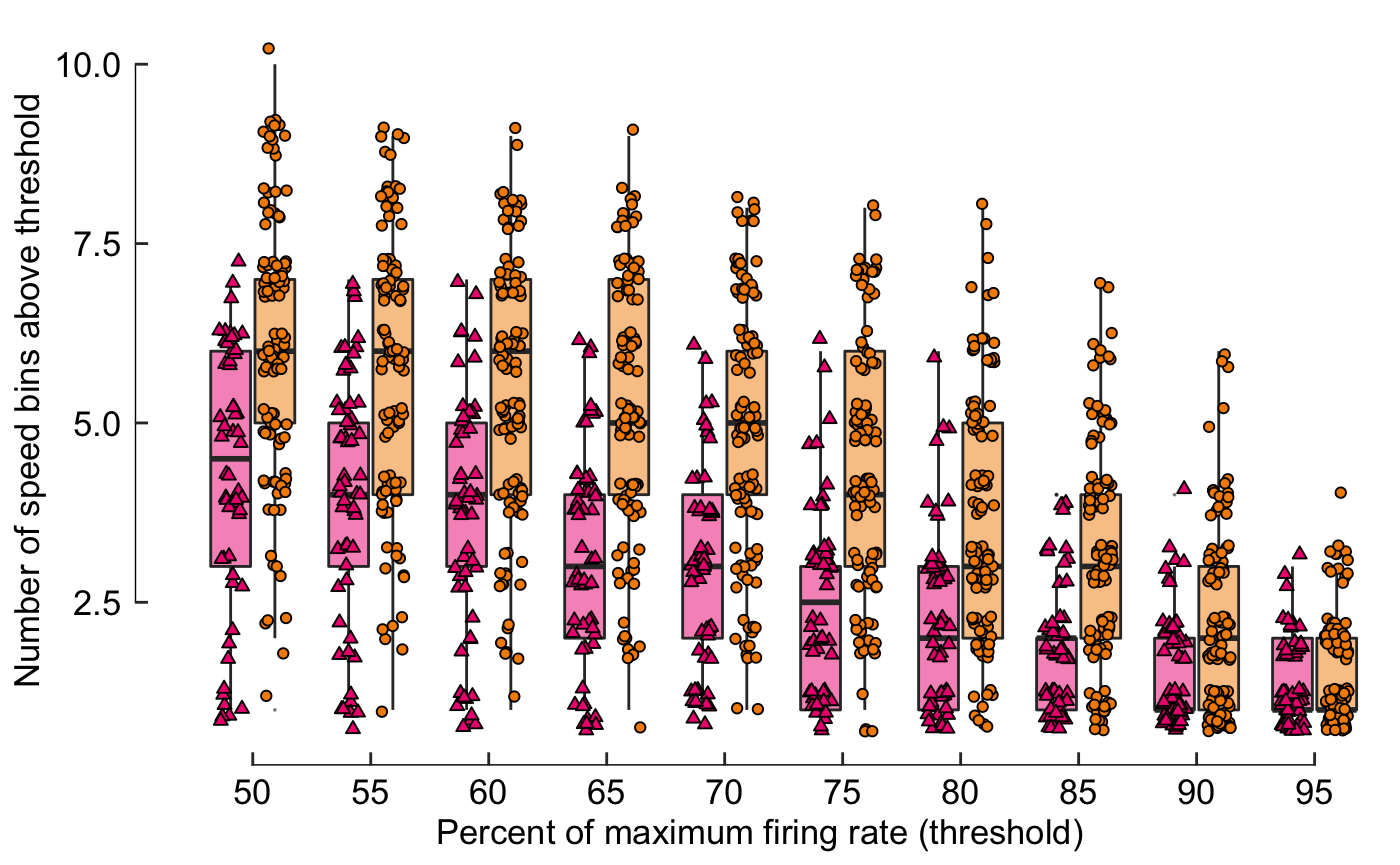 Number of speed bins above threshold
10.0
7.5
5.0
2.5
50 55 60 65 70 75 80 85 90 95
Percent of maximum firing rate (threshold)